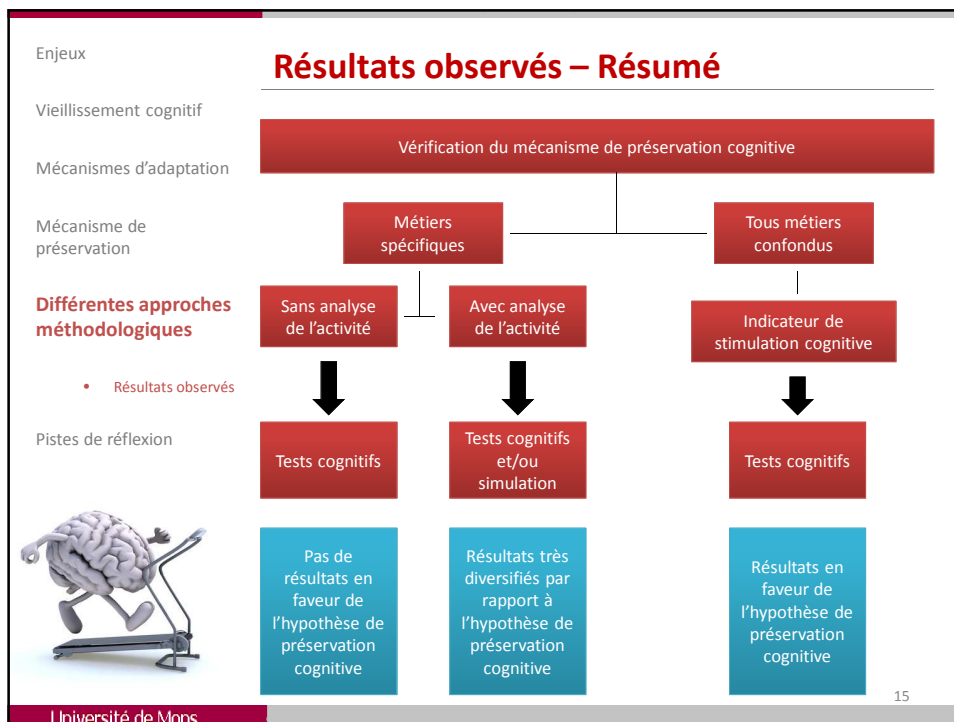 Enjeux
Vieillissement cognitif
Mécanismes d'adaptation
Mécanisme de
préservation
Différentes approches
méthodologiques
• Résultats observés
Pistes de réflexion
Résultats observés – Résumé
Vérification du mécanisme de préservation cognitive
Métiers
spécifiques
Tous métiers
confondus
Sans analyse
de l'activité
Avec analyse
de l'activité
Indicateur de
stimulation cognitive
Tests cognitifs
Tests cognitifs
et/ou
simulation
Tests cognitifs
Pas de
résultats en
faveur de
l'hypothèse de
préservation
cognitive
Résultats très
diversifiés par
rapport à
l'hypothèse de
préservation
cognitive
Résultats en
faveur de
l'hypothèse de
préservation
cognitive
15
Université de Mons